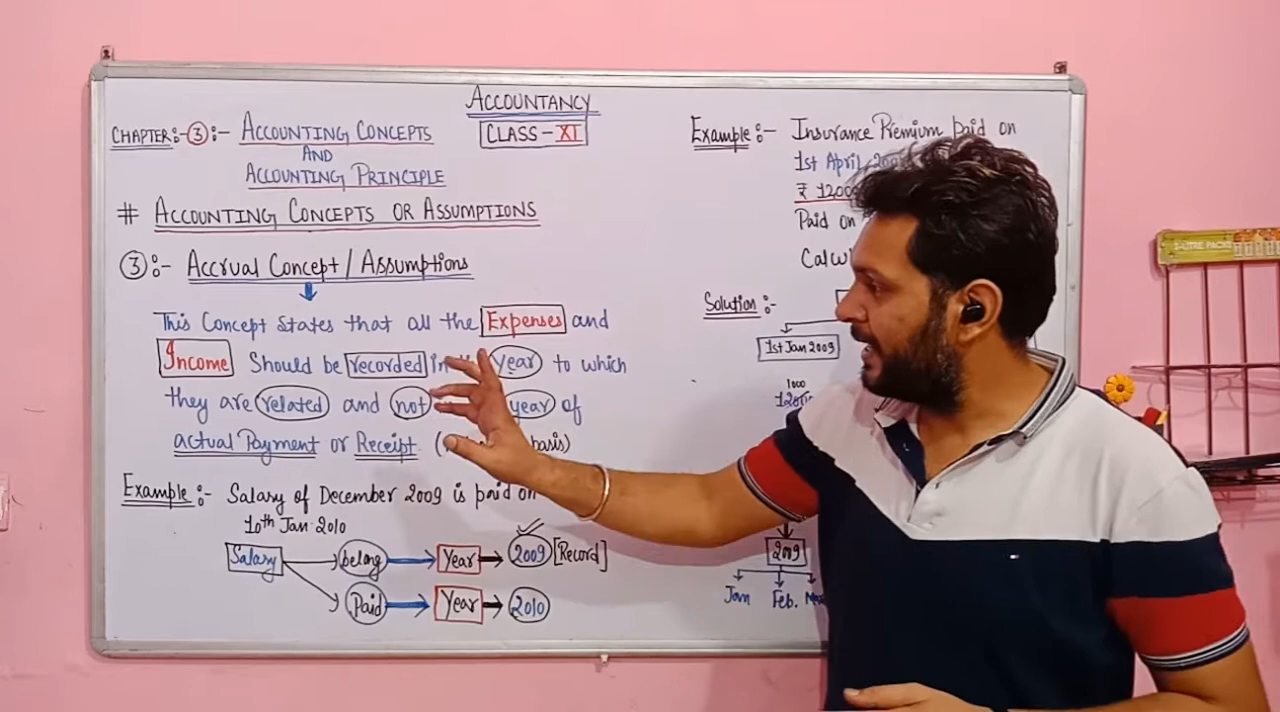 ACCOUNTANCY
CLASS - XI
CHAPTER:- ③ :- ACCOUNTING CONCEPTS
AND
ACCOUNTING PRINCIPLE
# ACCOUNTING CONCEPTS OR ASSUMPTIONS
③ :- Accrual Concept / Assumptions
This Concept States that all the Expenses and
Income Should be recorded in year to which
they are related and not year of
actual Payment or Receipt ( basis)
Example :- Salary of December 2009 is paid on
10th Jan 2010
Salary belong Year 2009 [Record]
Paid Year 2010
Example :- Insurance Premium paid on
1st April
₹ 1200
Paid on
Solution :-
1st Jan 2009
1000
2009
Jan Feb.
2-LITRE PACKS